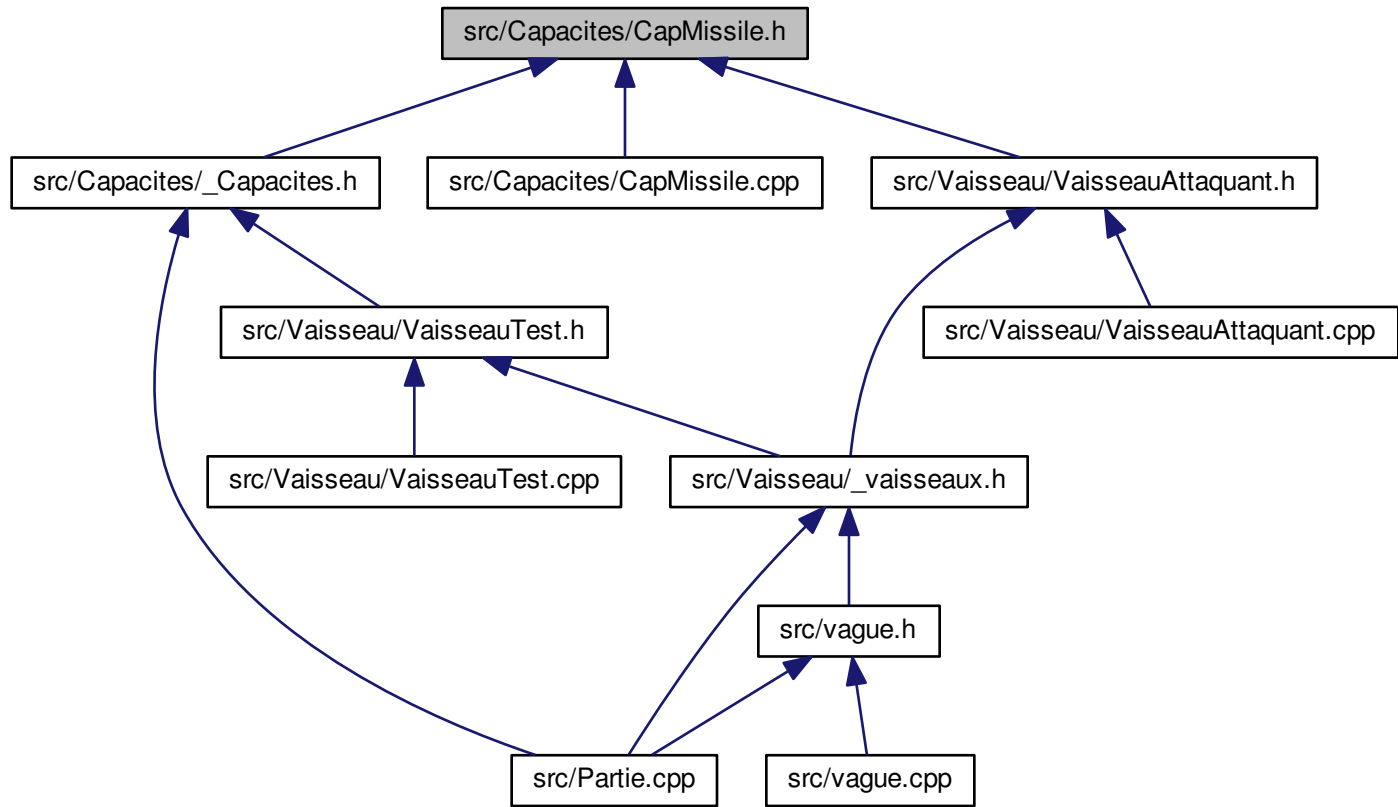 src/Capacites/CapMissile.h
src/Capacites/_Capacites.h
src/Capacites/CapMissile.cpp
src/Vaisseau/VaisseauAttaquant.h
src/Vaisseau/VaisseauTest.h
src/Vaisseau/VaisseauAttaquant.cpp
src/Vaisseau/VaisseauTest.cpp
src/Vaisseau/_vaisseaux.h
src/vague.h
src/Partie.cpp
src/vague.cpp